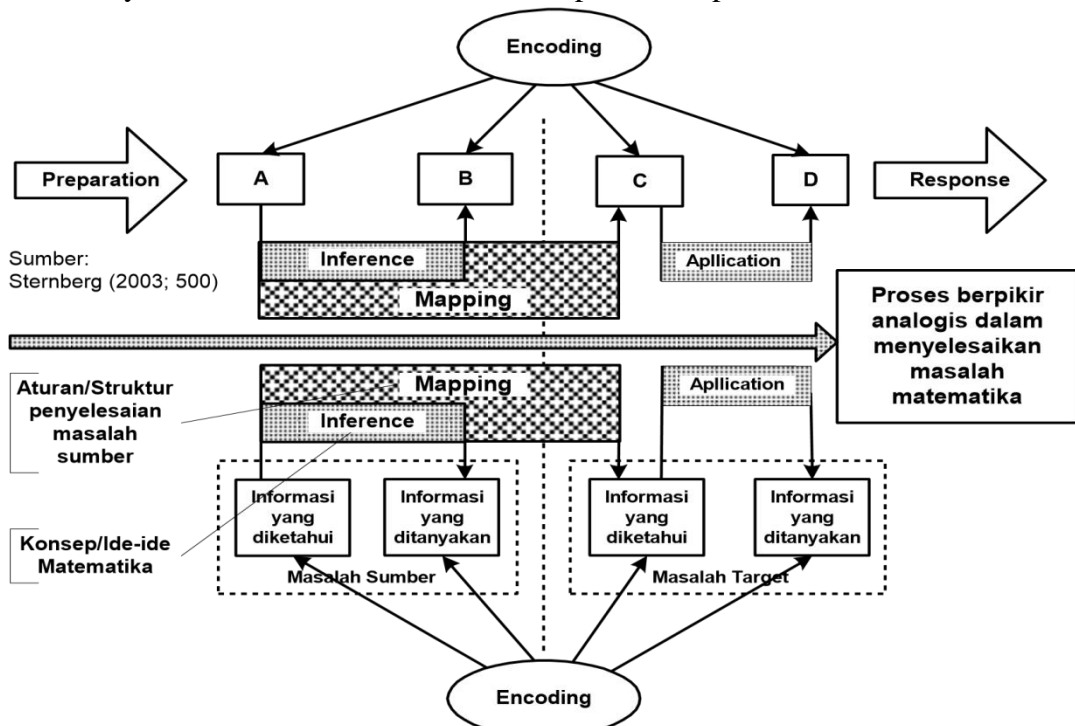 Encoding
Preparation
A
B
C
D
Response
Sumber:
Sternberg (2003; 500)
Inference
Mapping
Apllication
Proses berpikir
analogis dalam
menyelesaikan
masalah
matematika
Aturan/Struktur
penyelesaian
masalah
sumber
Mapping
Inference
Apllication
Konsep/Ide-ide
Matematika
Informasi
yang
diketahui
Informasi
yang
ditanyakan
Masalah Sumber
Informasi
yang
diketahui
Informasi
yang
ditanyakan
Masalah Target
Encoding